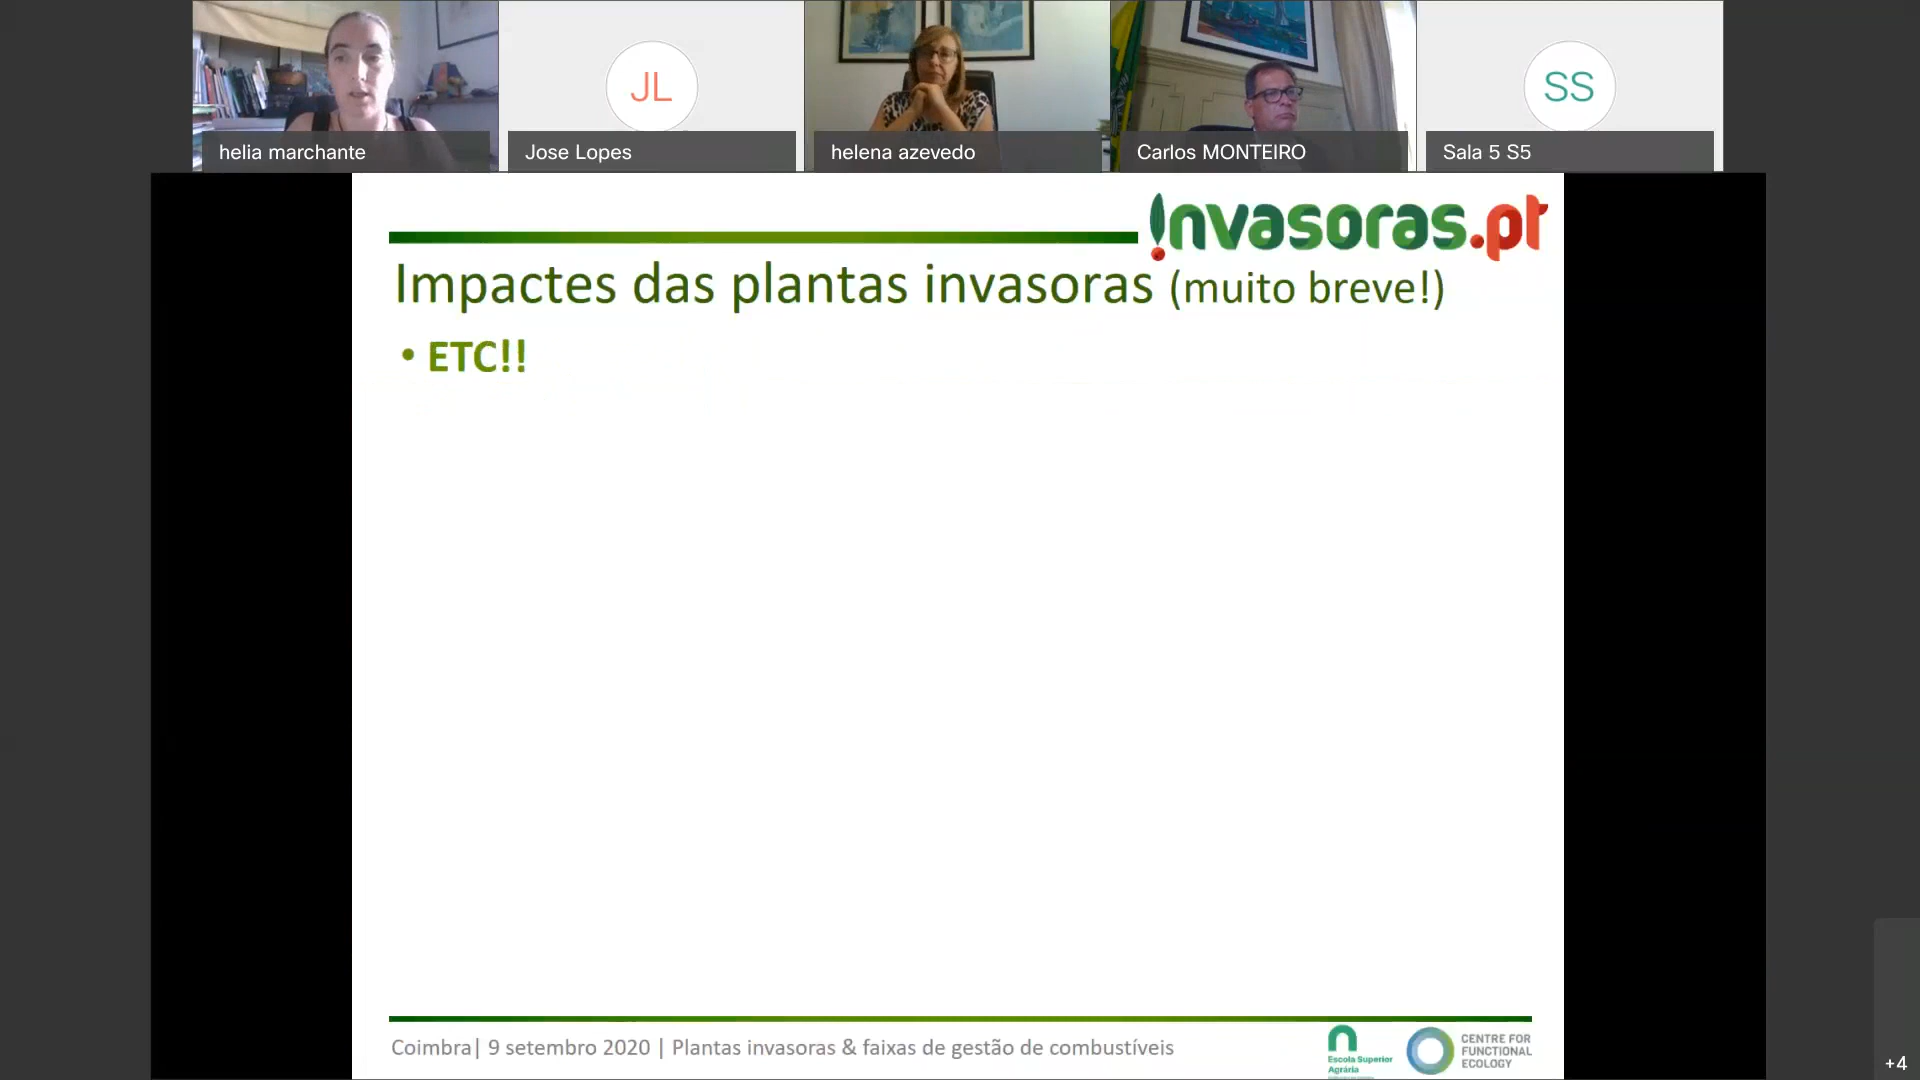 helia marchante
JL
Jose Lopes
helena azevedo
Carlos MONTEIRO
SS
Sala 5 S5
invasoras.pt
Impactes das plantas invasoras (muito breve!)
• ETC!!
Coimbra| 9 setembro 2020 | Plantas invasoras & faixas de gestão de combustíveis
Escola Superior
Agrária
CENTRE FOR
FUNCTIONAL
ECOLOGY
+4